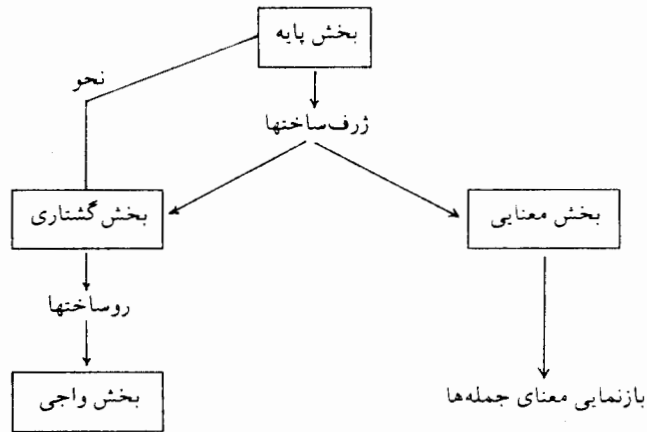 بخش پایه
نحو
ژرف‌ساختها
بخش معنایی
بخش گشتاری
روساختها
بازنمایی معنای جمله‌ها
بخش واجی